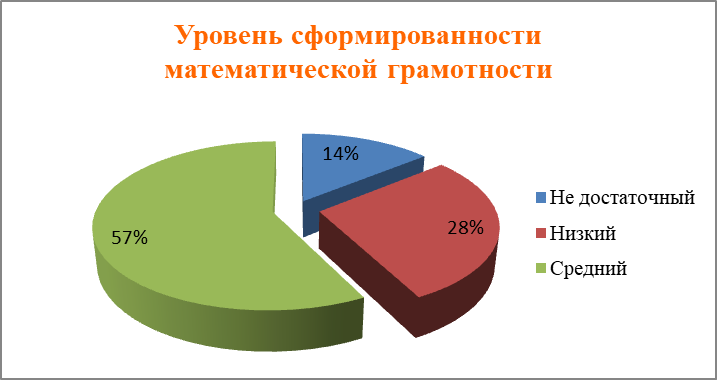 Уровень сформированности
математической грамотности
14%
28%
57%
Не достаточный
Низкий
Средний